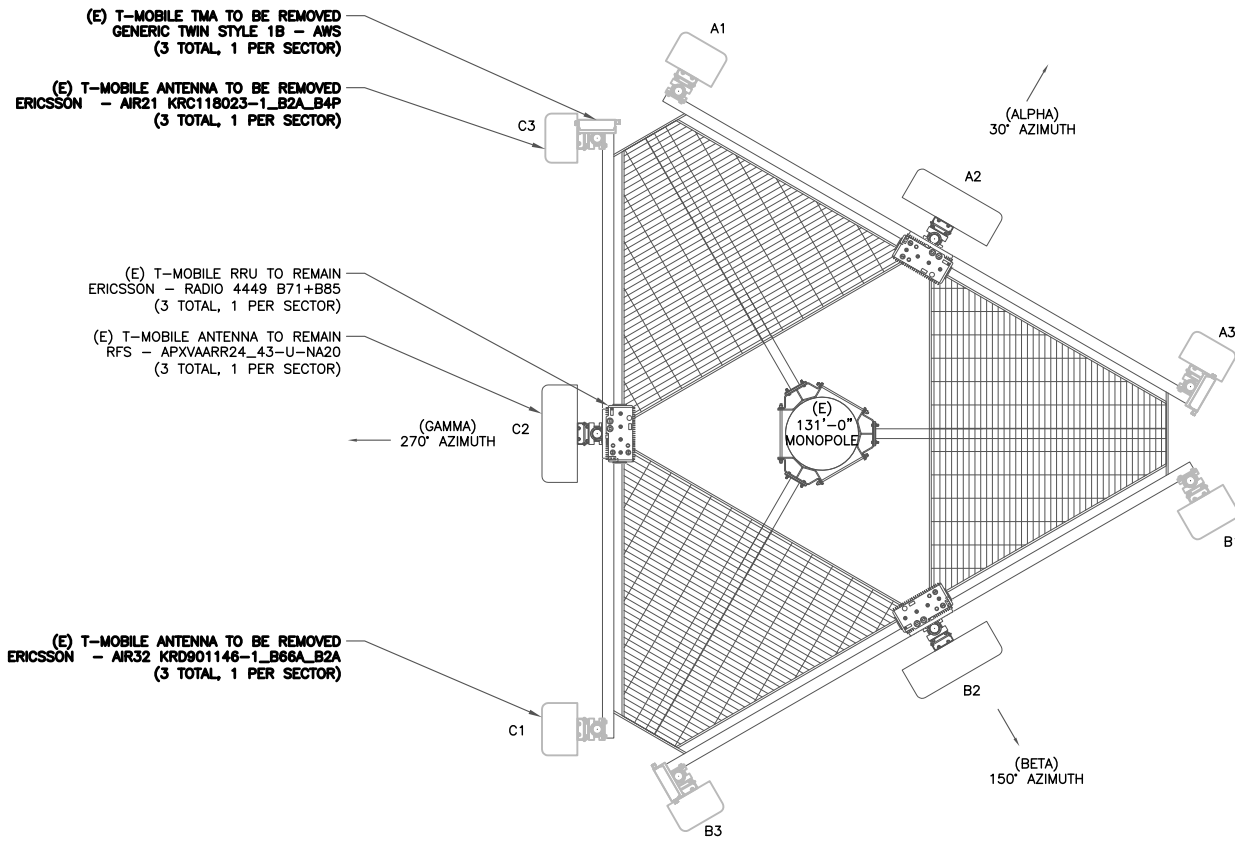 (E) T-MOBILE TMA TO BE REMOVED
GENERIC TWIN STYLE 1B - AWS
(3 TOTAL, 1 PER SECTOR)
(E) T-MOBILE ANTENNA TO BE REMOVED
ERICSSON - AIR21 KRC118023-1_B2A_B4P
(3 TOTAL, 1 PER SECTOR)
A1
C3
(ALPHA)
30° AZIMUTH
A2
(E) T-MOBILE RRU TO REMAIN
ERICSSON - RADIO 4449 B71+B85
(3 TOTAL, 1 PER SECTOR)
(E) T-MOBILE ANTENNA TO REMAIN
RFS - APXVAARR24_43-U-NA20
(3 TOTAL, 1 PER SECTOR)
A3
(GAMMA)
270° AZIMUTH
C2
(E)
131'-0"
MONOPOLE
(E) T-MOBILE ANTENNA TO BE REMOVED
ERICSSON - AIR32 KRD901146-1_B66A_B2A
(3 TOTAL, 1 PER SECTOR)
C1
B2
(BETA)
150° AZIMUTH
B3